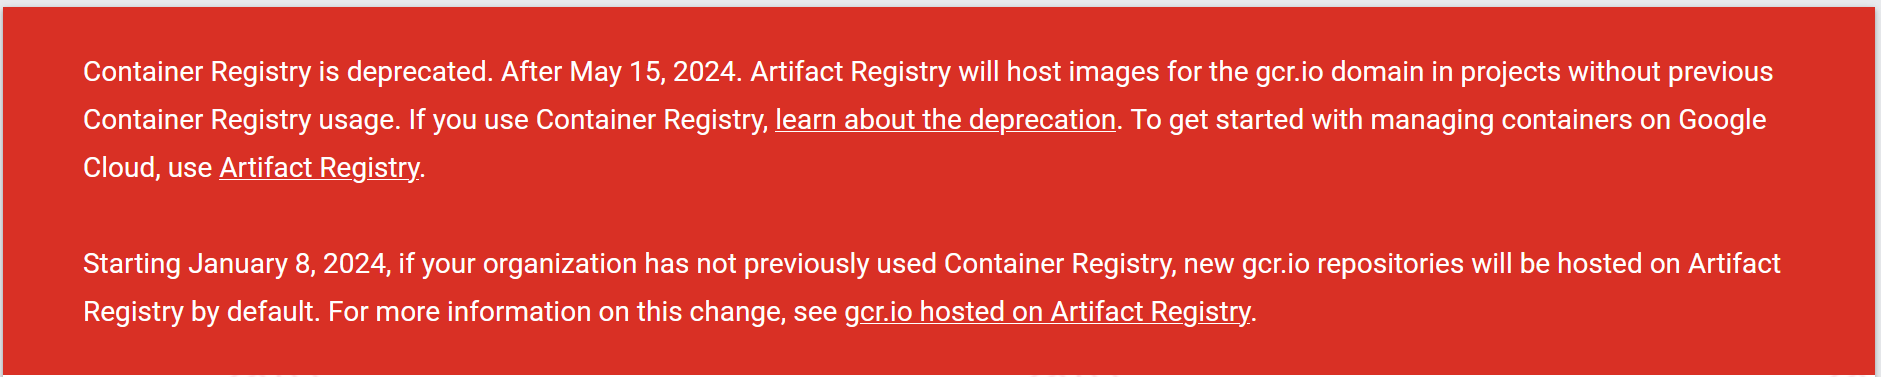 Container Registry is deprecated. After May 15, 2024. Artifact Registry will host images for the gcr.io domain in projects without previous
Container Registry usage. If you use Container Registry, learn about the deprecation. To get started with managing containers on Google
Cloud, use Artifact Registry.
Starting January 8, 2024, if your organization has not previously used Container Registry, new gcr.io repositories will be hosted on Artifact
Registry by default. For more information on this change, see gcr.io hosted on Artifact Registry.